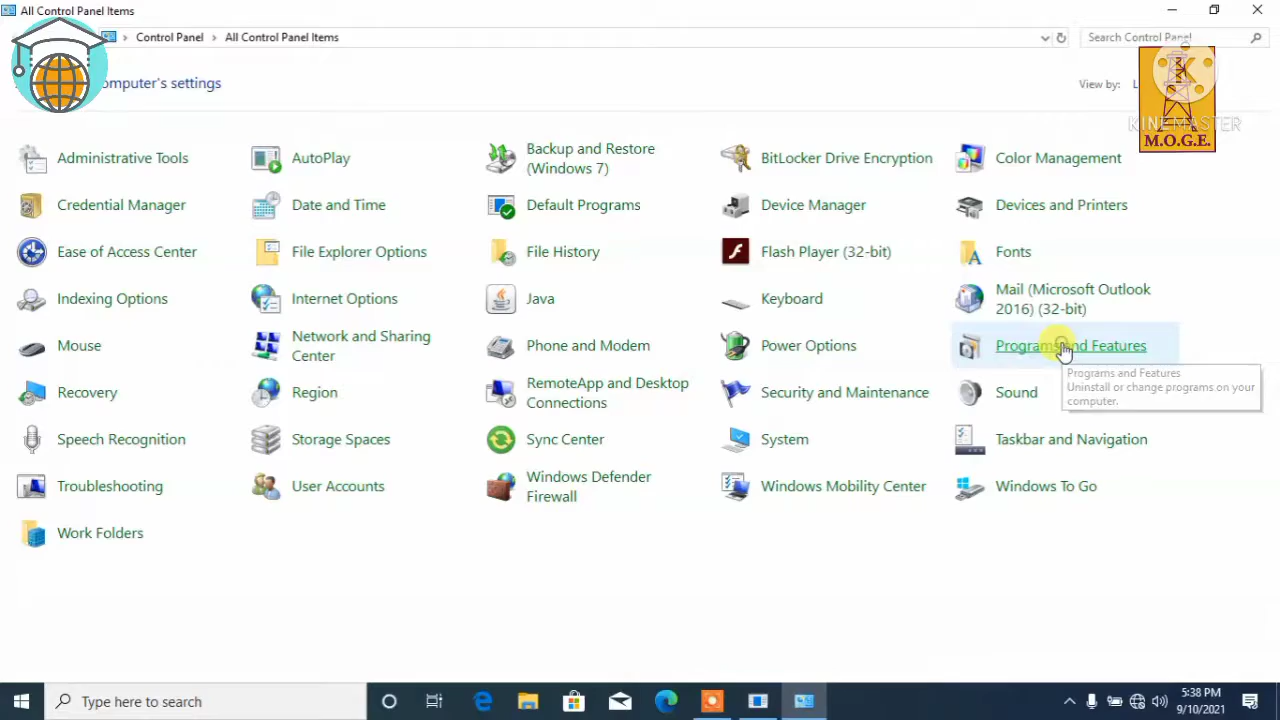 All Control Panel Items
Control Panel > All Control Panel Items
Search Control Panel
omputer's settings
View by:
KINEMASTER
M.O.G.E.
Administrative Tools
AutoPlay
Backup and Restore
(Windows 7)
BitLocker Drive Encryption
Color Management
Credential Manager
Date and Time
Default Programs
Device Manager
Devices and Printers
Ease of Access Center
File Explorer Options
File History
Flash Player (32-bit)
Fonts
Indexing Options
Internet Options
Java
Keyboard
Mail (Microsoft Outlook
2016) (32-bit)
Mouse
Network and Sharing
Center
Phone and Modem
Power Options
Programs and Features
Programs and Features
Uninstall or change programs on your
computer.
Recovery
Region
RemoteApp and Desktop
Connections
Security and Maintenance
Sound
Speech Recognition
Storage Spaces
Sync Center
System
Taskbar and Navigation
Troubleshooting
User Accounts
Windows Defender
Firewall
Windows Mobility Center
Windows To Go
Work Folders
Type here to search
5:38 PM
9/10/2021